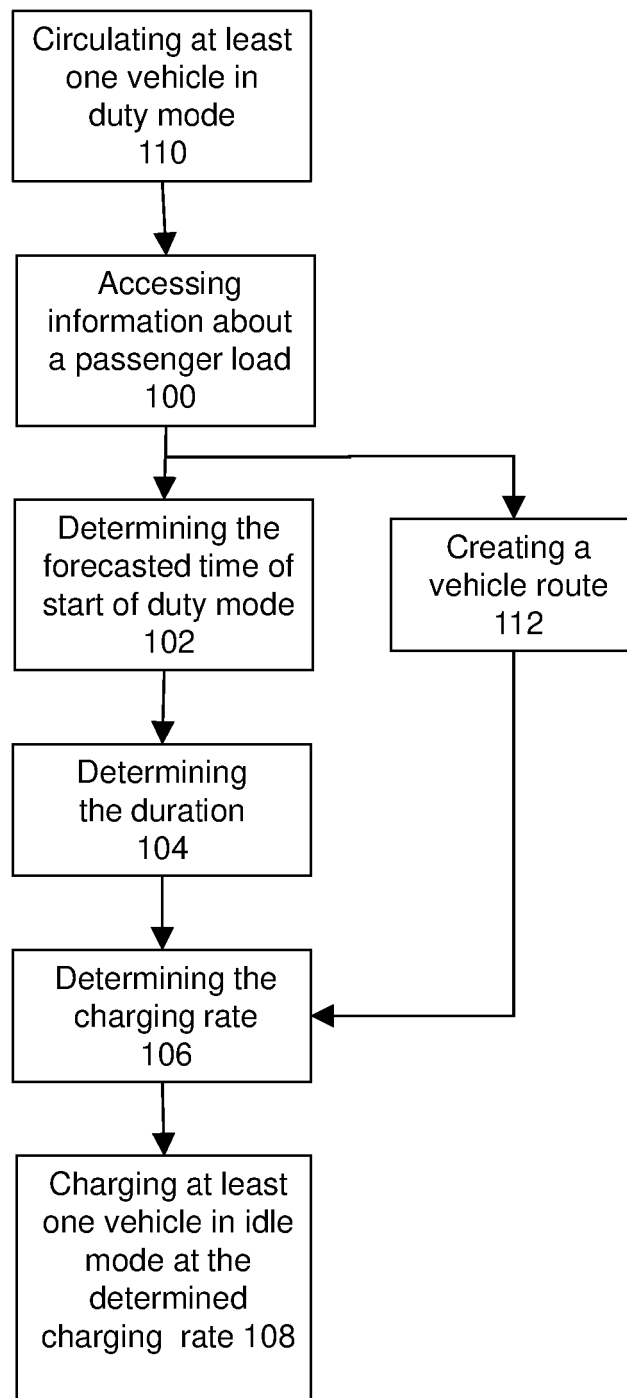 Circulating at least
one vehicle in
duty mode
110
Accessing
information about
a passenger load
100
Determining the
forecasted time of
start of duty mode
102
Creating a
vehicle route
112
Determining
the duration
104
Determining the
charging rate
106
Charging at least
one vehicle in idle
mode at the
determined
charging rate 108